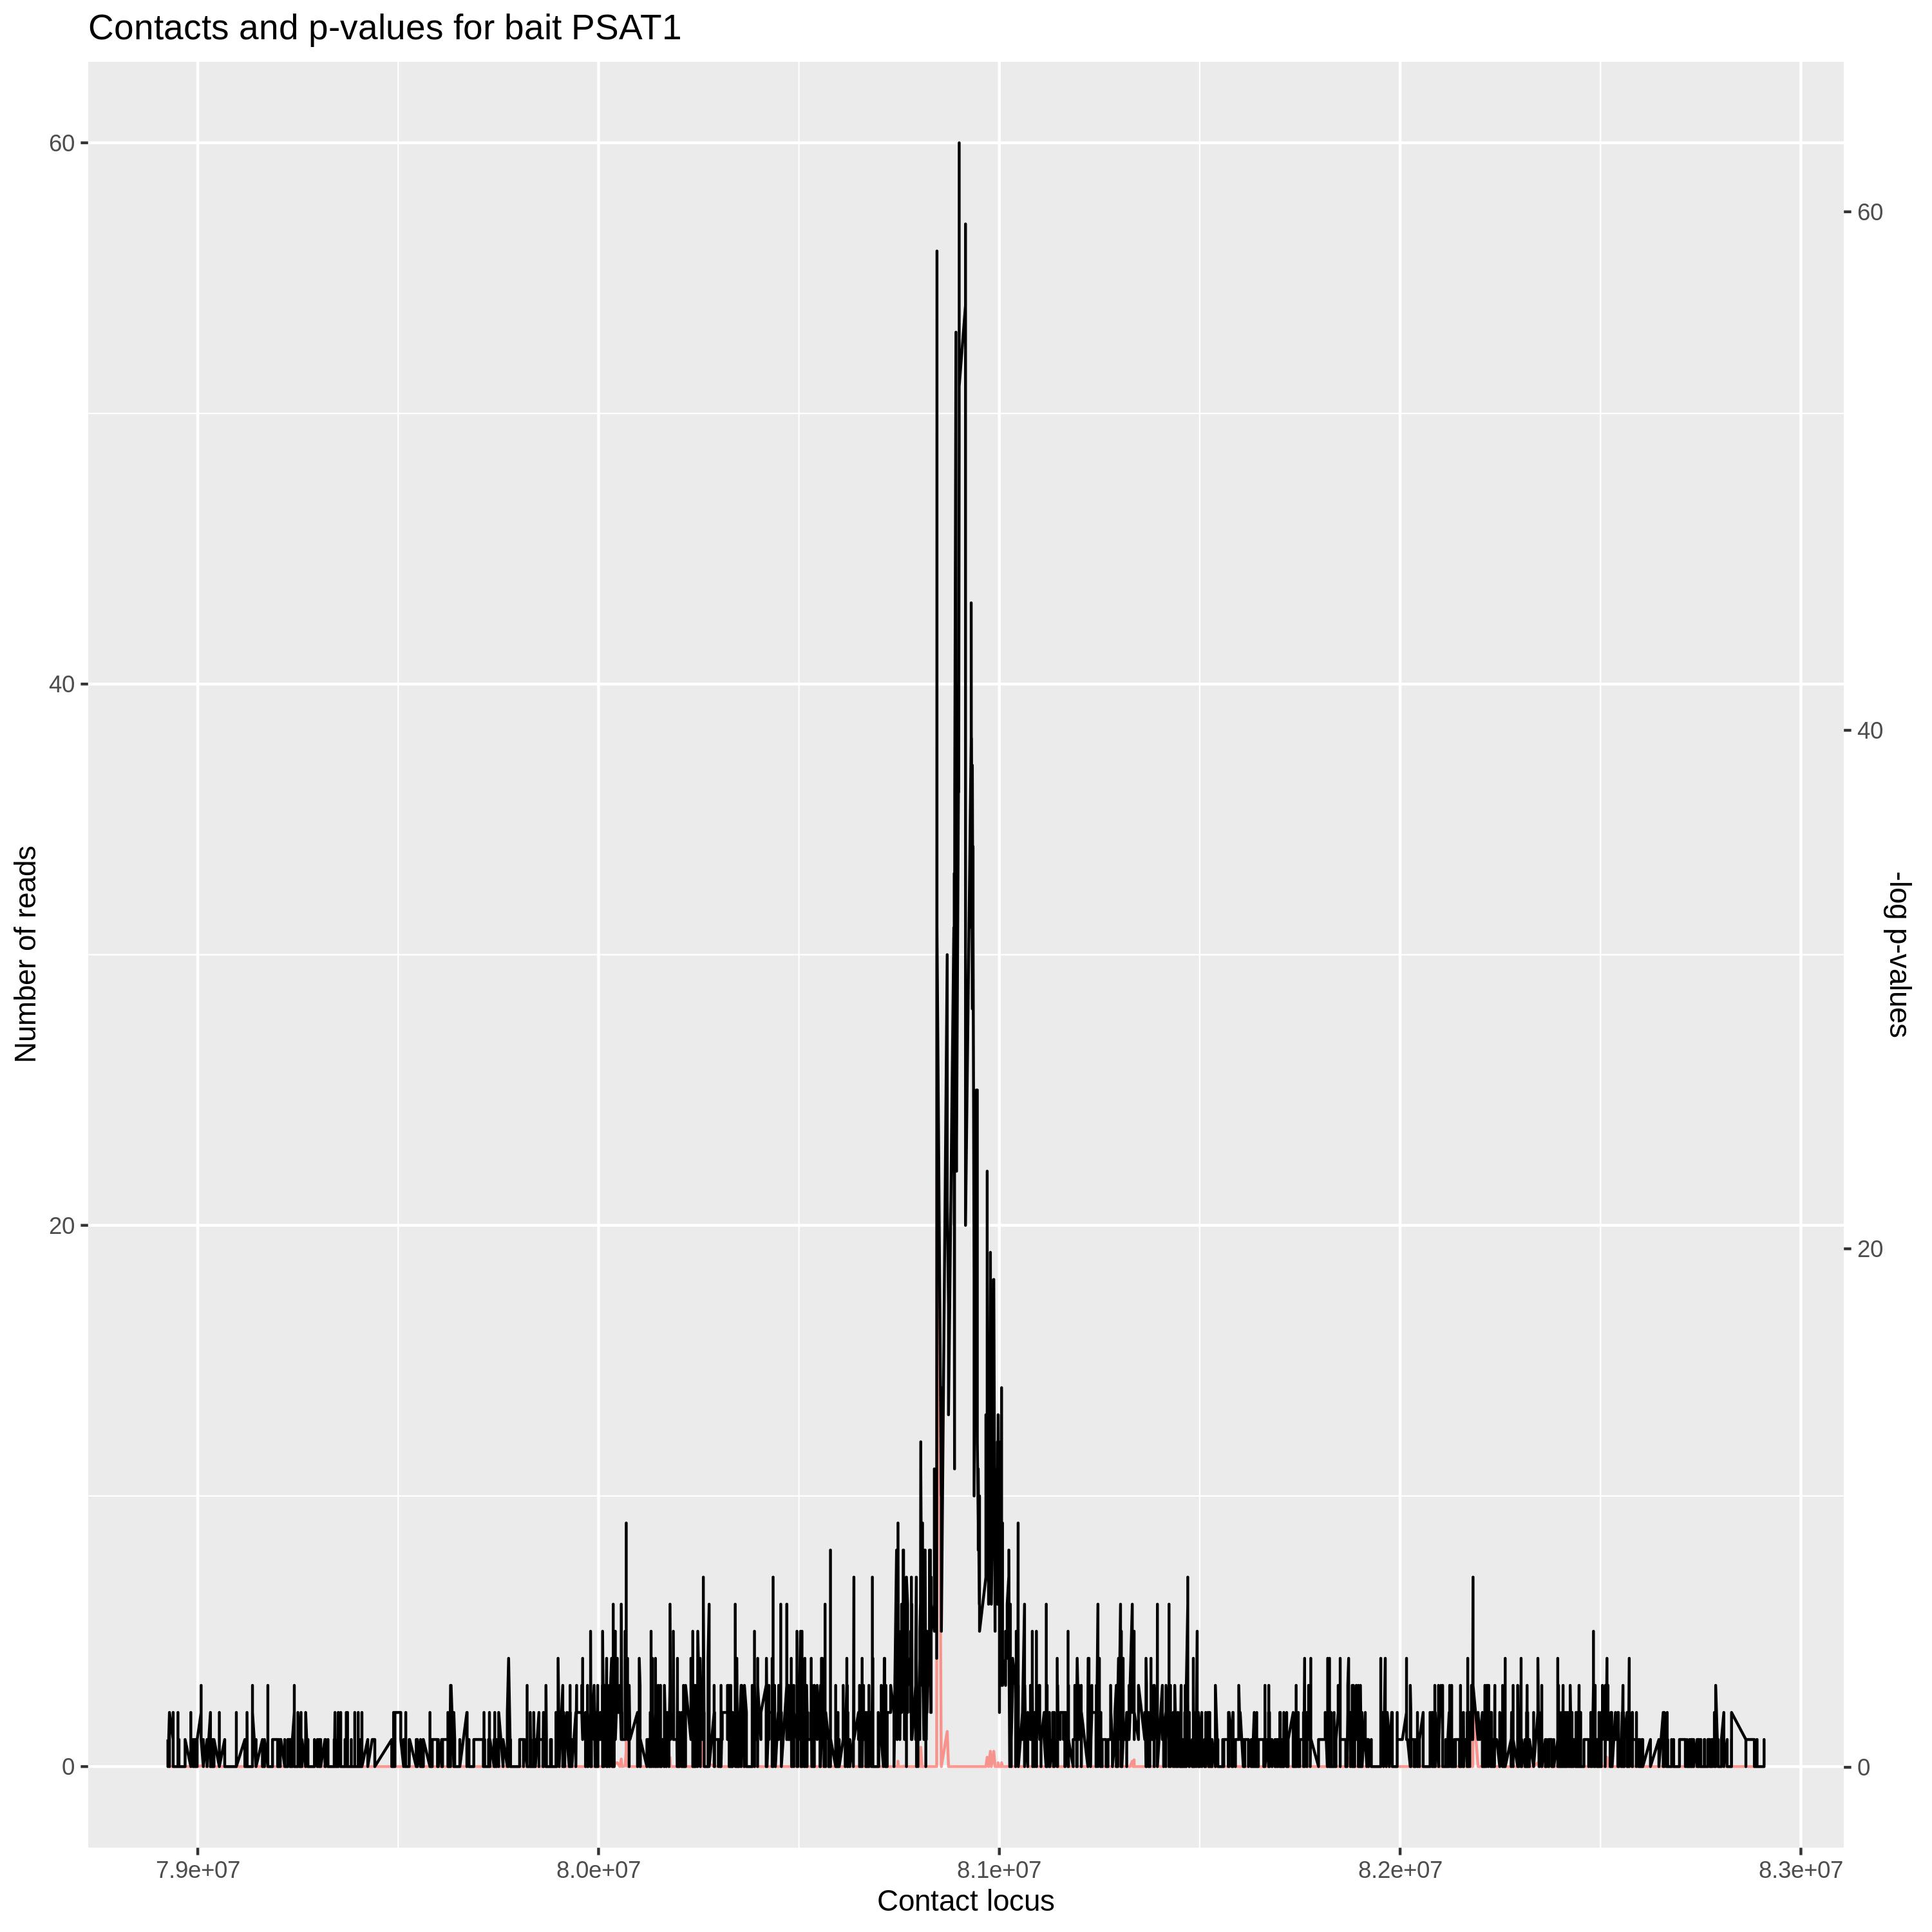 Contacts and p-values for bait PSAT1
60
40
20
0
Number of reads
60
40
20
0
-log p-values
7.9e+07
8.0e+07
8.1e+07
8.2e+07
8.3e+07
Contact locus